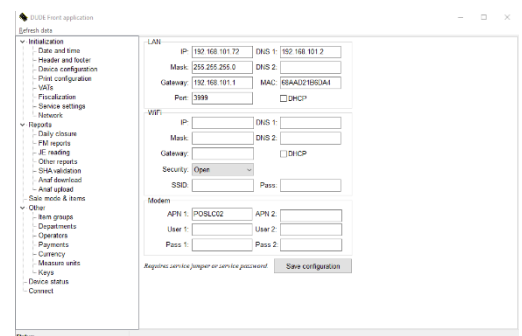 DUDE Front application
Refresh data
Initialization
Date and time
Header and footer
Device configuration
Print configuration
VATs
Fiscalization
Service settings
Network
Reports
Daily closure
FM reports
JE reading
Other reports
SHA validation
Anaf download
Anaf upload
Sale mode & items
Other
Item groups
Departments
Operators
Payments
Currency
Measure units
Keys
Device status
Connect
LAN
IP: 192.168.101.72 DNS 1: 192.168.101.2
Mask: 255.255.255.0 DNS 2:
Gateway: 192.168.101.1 MAC: 68AAD21B6DA4
Port: 3999 DHCP
WiFi
IP: DNS 1:
Mask: DNS 2:
Gateway: DHCP
Security: Open
SSID: Pass:
Modem
APN 1: POSLC02 APN 2:
User 1: User 2:
Pass 1: Pass 2:
Requires service jumper or service password. Save configuration